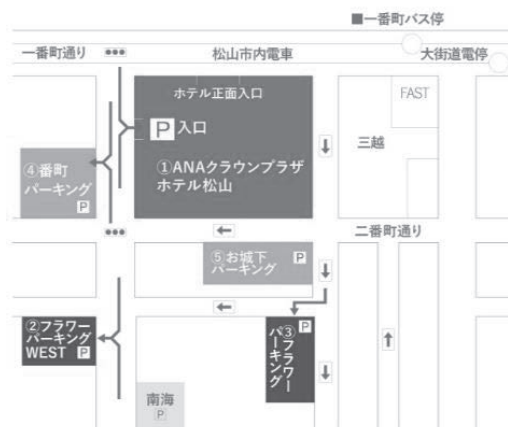 ■一番町バス停
一番町通り
松山市内電車
大街道電停
ホテル正面入口
P 入口
①ANAクラウンプラザ
ホテル松山
FAST
三越
④番町
パーキング
P
二番町通り
⑤お城下
パーキング
P
②フラワー
パーキング
WEST P
③フラワー
パーキング
P
南海
P